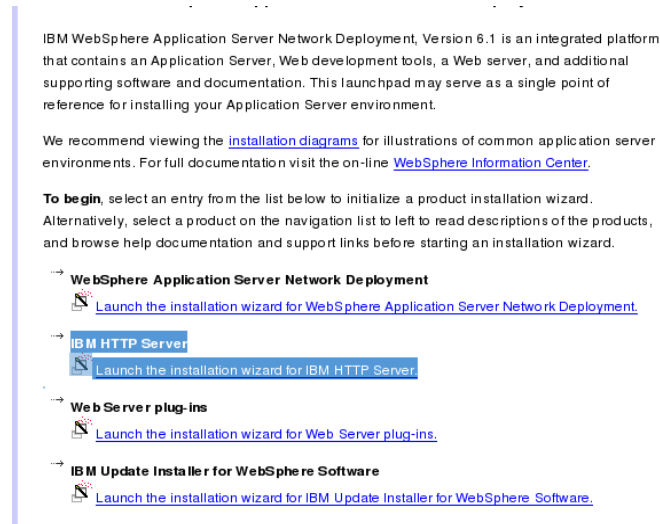 IBM WebSphere Application Server Network Deployment, Version 6.1 is an integrated platform
that contains an Application Server, Web development tools, a Web server, and additional
supporting software and documentation. This launchpad may serve as a single point of
reference for installing your Application Server environment.
We recommend viewing the installation diagrams for illustrations of common application server
environments. For full documentation visit the on-line WebSphere Information Center.
To begin, select an entry from the list below to initialize a product installation wizard.
Alternatively, select a product on the navigation list to left to read descriptions of the products,
and browse help documentation and support links before starting an installation wizard.
WebSphere Application Server Network Deployment
Launch the installation wizard for WebSphere Application Server Network Deployment.
IBM HTTP Server
Launch the installation wizard for IBM HTTP Server.
Web Server plug-ins
Launch the installation wizard for Web Server plug-ins.
IBM Update Installer for WebSphere Software
Launch the installation wizard for IBM Update Installer for WebSphere Software.